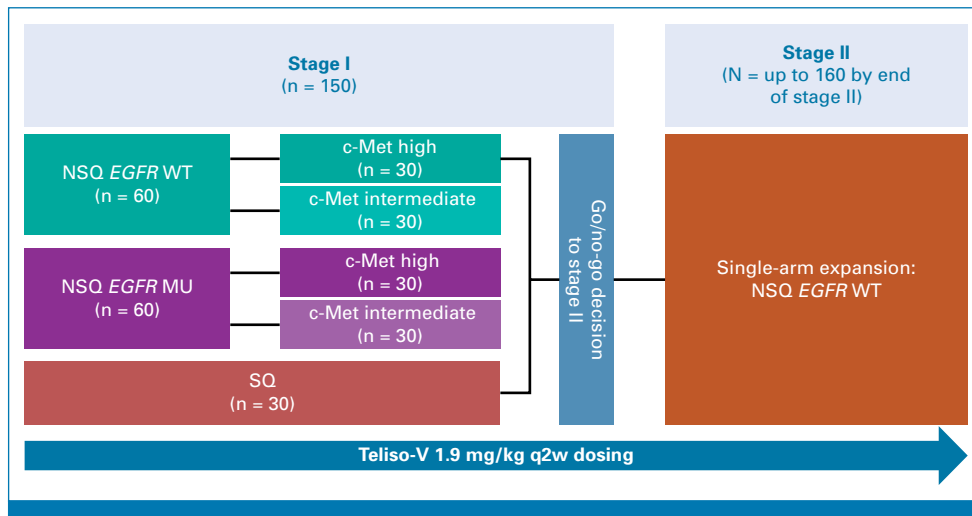 Stage I
(n = 150)
Stage II
(N = up to 160 by end
of stage II)
NSQ EGFR WT
(n = 60)
c-Met high
(n = 30)
c-Met intermediate
(n = 30)
NSQ EGFR MU
(n = 60)
c-Met high
(n = 30)
c-Met intermediate
(n = 30)
SQ
(n = 30)
Go/no-go decision
to stage II
Single-arm expansion:
NSQ EGFR WT
Teliso-V 1.9 mg/kg q2w dosing